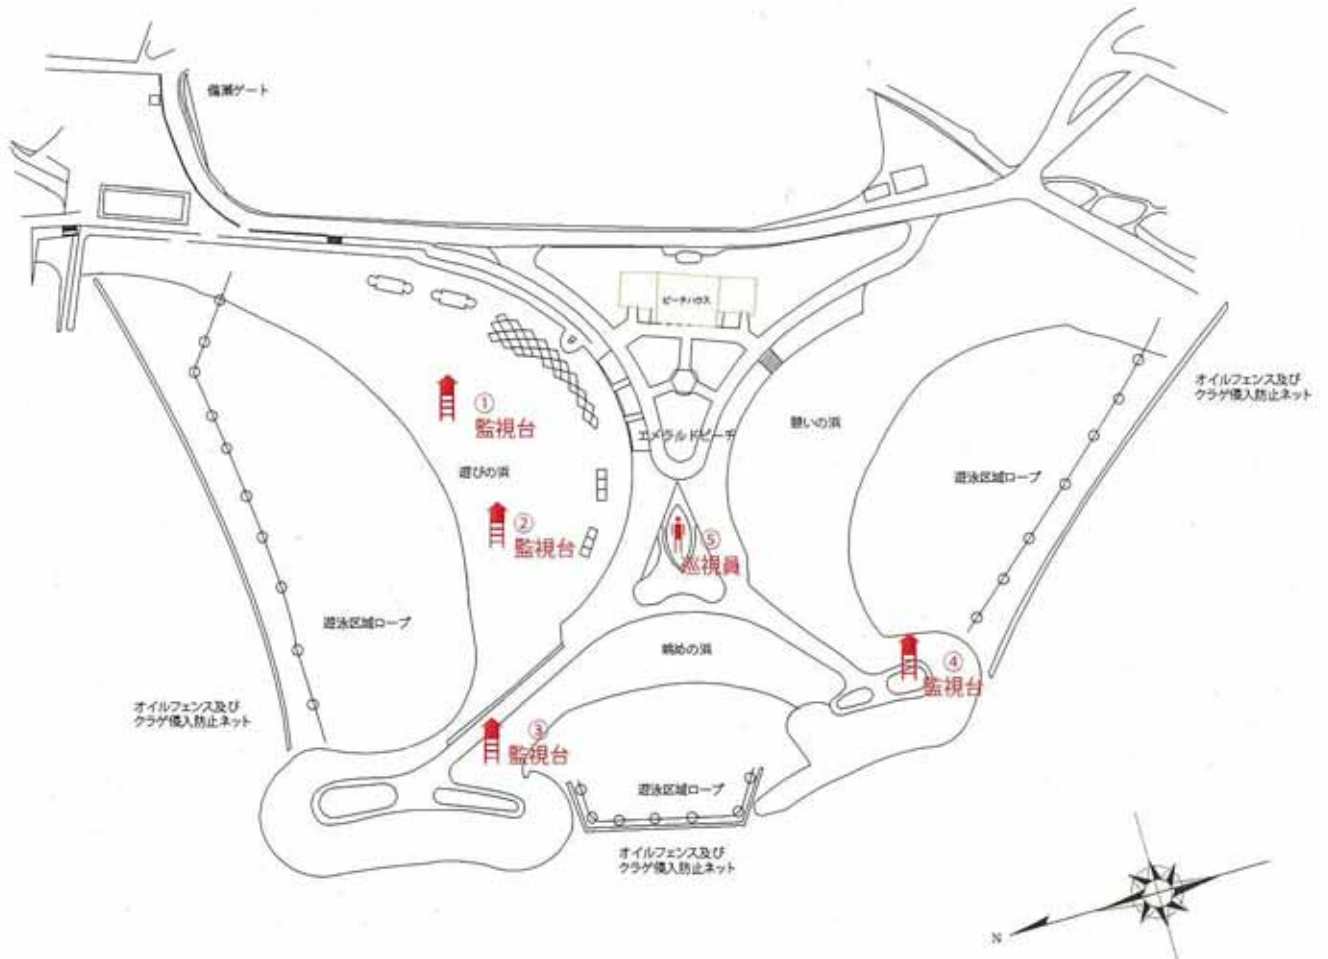 備瀬ゲート
ビーチハウス
オイルフェンス及び
クラゲ侵入防止ネット
①
監視台
エメラルドビーチ
憩いの浜
遊びの浜
遊泳区域ロープ
②
監視台
⑤
巡視員
遊泳区域ロープ
眺めの浜
④
監視台
オイルフェンス及び
クラゲ侵入防止ネット
③
監視台
遊泳区域ロープ
オイルフェンス及び
クラゲ侵入防止ネット
N